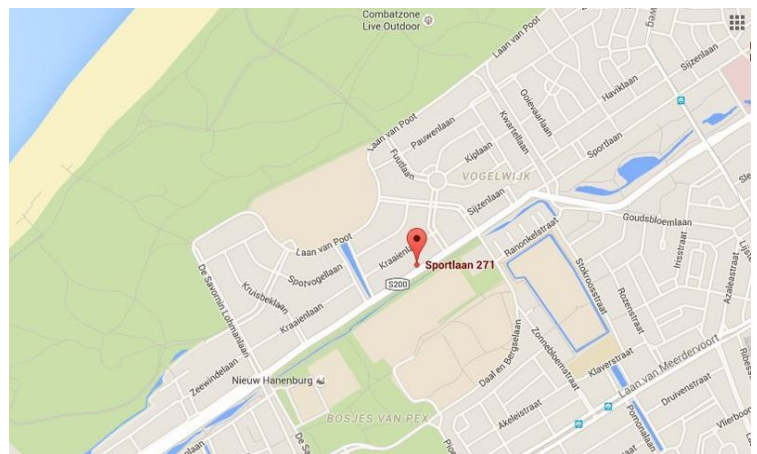 Combatzone
Live Outdoor
Laan van Poot
Sijzenlaan
Haviklaan
Ooievaarlaan
Kwartellaan
Pauwenlaan
Laan van Poot
Fuutlaan
Kiplaan
Sportlaan
VOGELWIJK
Sijzenlaan
Goudsbloemlaan
Laan van Poot
Kraaienlaan
Sportlaan 271
Ranonkelstraat
Irisstraat
Stokroosstraat
Azaleastraat
Spotvogellaan
S200
Kruisbeklaan
De Savornin Lohmanlaan
Kraaienlaan
Rozenstraat
Zonnebloemstraat
Daal en Bergselaan
Klaverstraat
Laan van Meerdervoort
Zeewindelaan
Nieuw Hanenburg
Druivenstraat
Akeleistraat
Pomonalaan
BOSJES VAN PEX